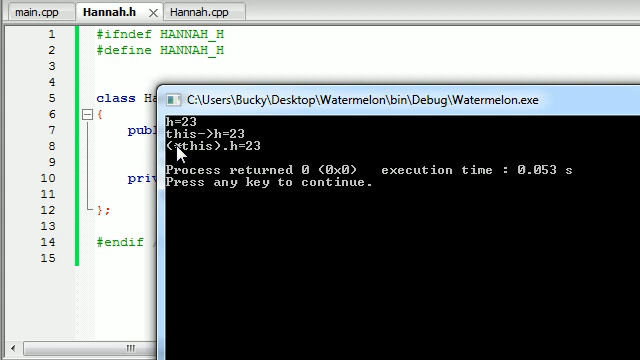 main.cpp Hannah.h Hannah.cpp
1 #ifndef HANNAH_H
2 #define HANNAH_H
3
4
5 class Ha
6 {
7 publ
8
9
10 priv
11
12 };
13
14 #endif /
15
C:\Users\Bucky\Desktop\Watermelon\bin\Debug\Watermelon.exe
h=23
this->h=23
(*this).h=23
Process returned 0 (0x0) execution time : 0.053 s
Press any key to continue.